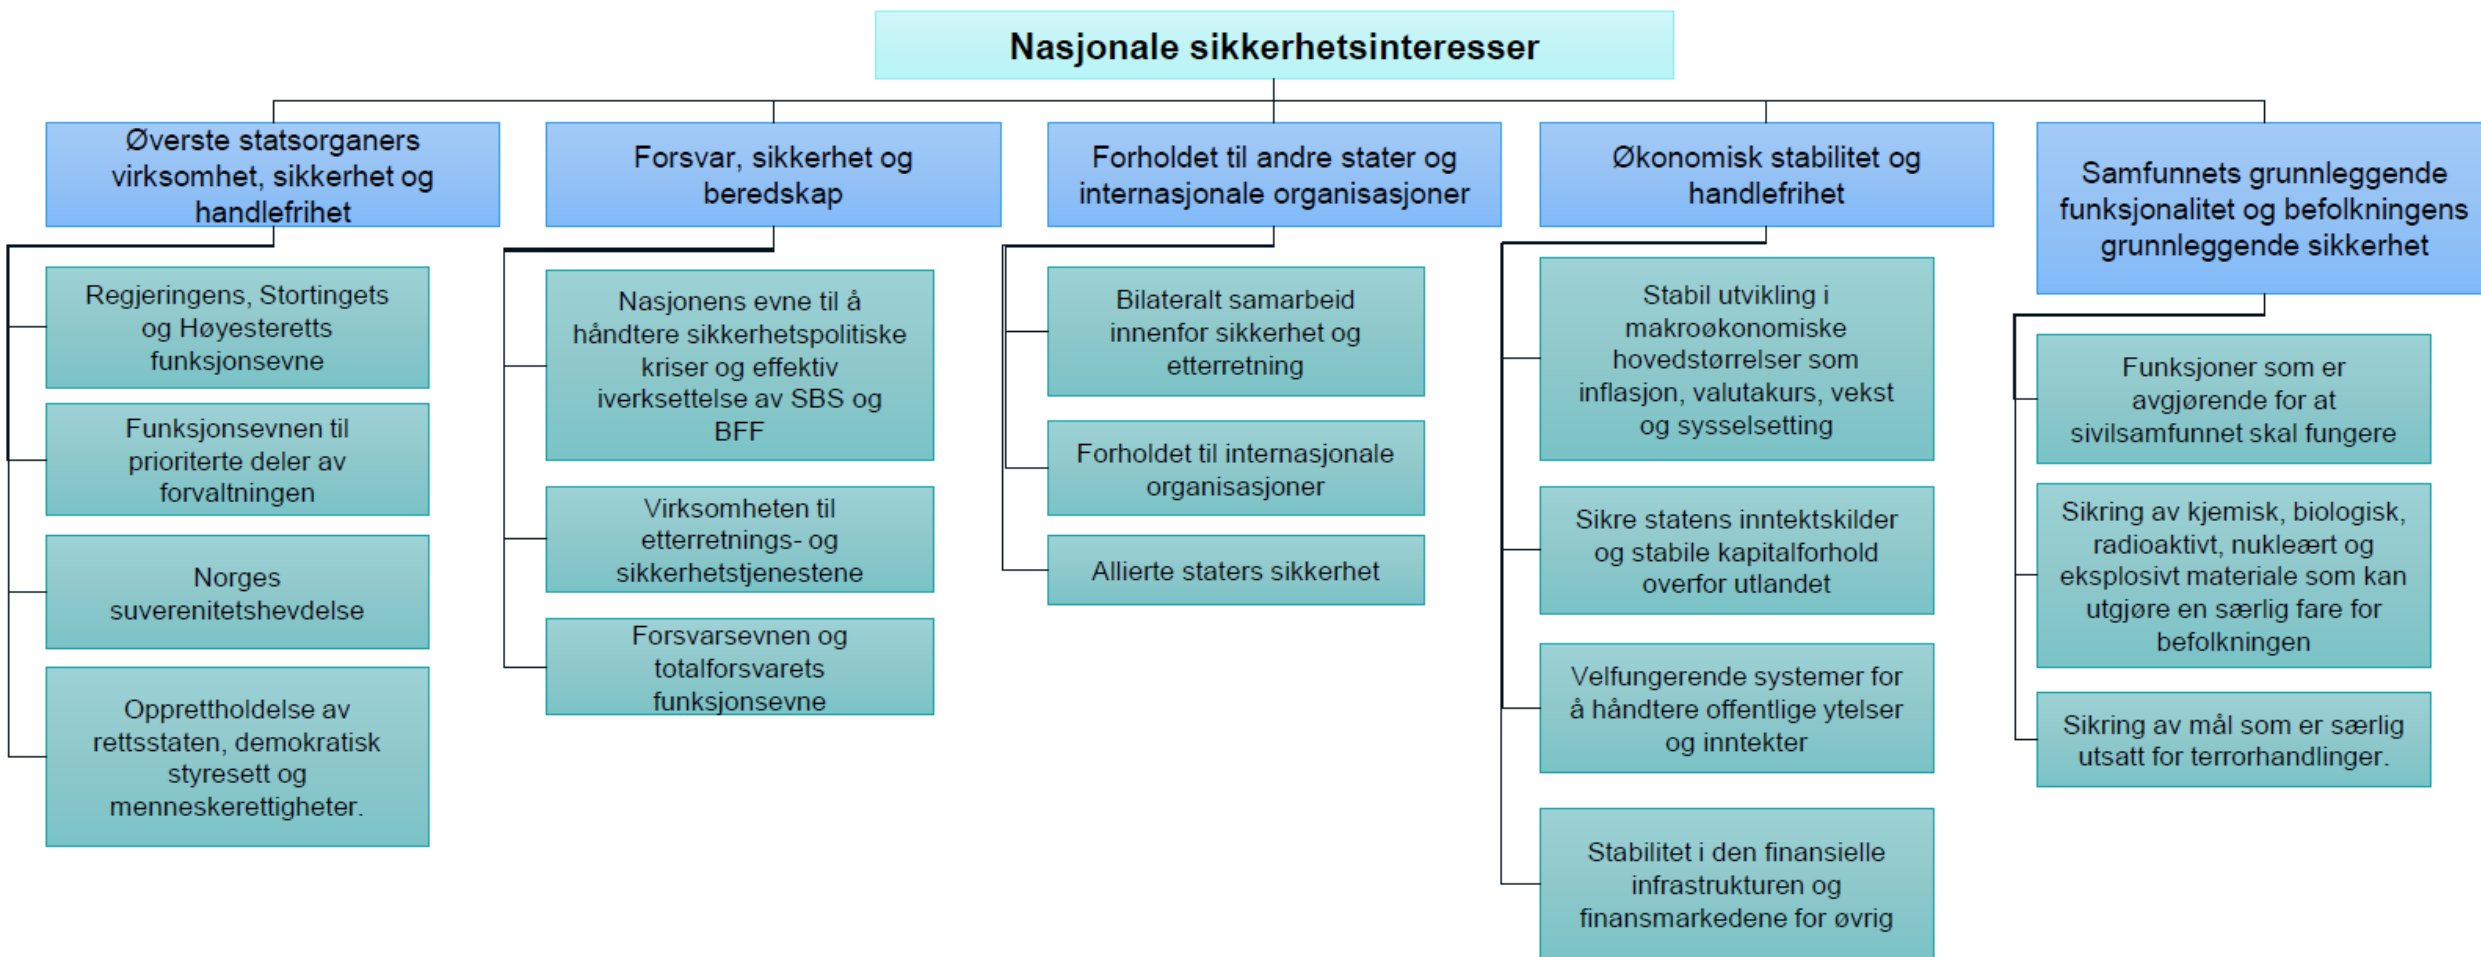 Nasjonale sikkerhetsinteresser
Øverste statsorganers
virksomhet, sikkerhet og
handlefrihet
Regjeringens, Stortingets
og Høyesteretts
funksjonsevne
Funksjonsevnen til
prioriterte deler av
forvaltningen
Norges
suverenitetshevdelse
Opprettholdelse av
rettsstaten, demokratisk
styresett og
menneskerettigheter.
Forsvar, sikkerhet og
beredskap
Nasjonens evne til å
håndtere sikkerhetspolitiske
kriser og effektiv
iverksettelse av SBS og
BFF
Virksomheten til
etterretnings- og
sikkerhetstjenestene
Forsvarsevnen og
totalforsvarets
funksjonsevne
Forholdet til andre stater og
internasjonale organisasjoner
Bilateralt samarbeid
innenfor sikkerhet og
etterretning
Forholdet til internasjonale
organisasjoner
Allierte staters sikkerhet
Økonomisk stabilitet og
handlefrihet
Stabil utvikling i
makroøkonomiske
hovedstørrelser som
inflasjon, valutakurs, vekst
og sysselsetting
Sikre statens inntektskilder
og stabile kapitalforhold
overfor utlandet
Velfungerende systemer for
å håndtere offentlige ytelser
og inntekter
Stabilitet i den finansielle
infrastrukturen og
finansmarkedene for øvrig
Samfunnets grunnleggende
funksjonalitet og befolkningens
grunnleggende sikkerhet
Funksjoner som er
avgjørende for at
sivilsamfunnet skal fungere
Sikring av kjemisk, biologisk,
radioaktivt, nukleært og
eksplosivt materiale som kan
utgjøre en særlig fare for
befolkningen
Sikring av mål som er særlig
utsatt for terrorhandlinger.